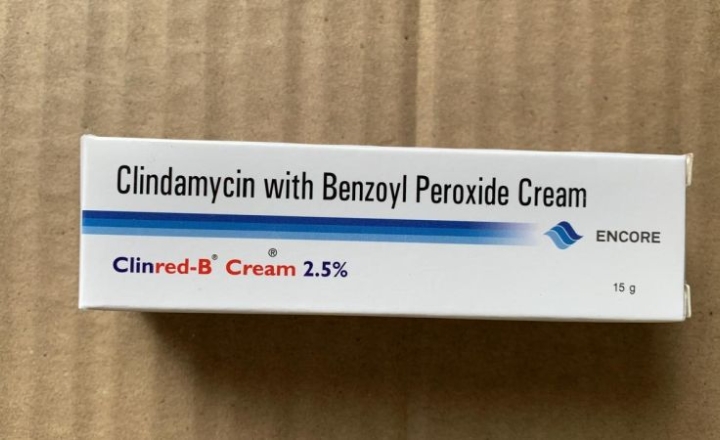 Clindamycin with Benzoyl Peroxide Cream
ENCORE
Clinred-B® Cream® 2.5%
15 g